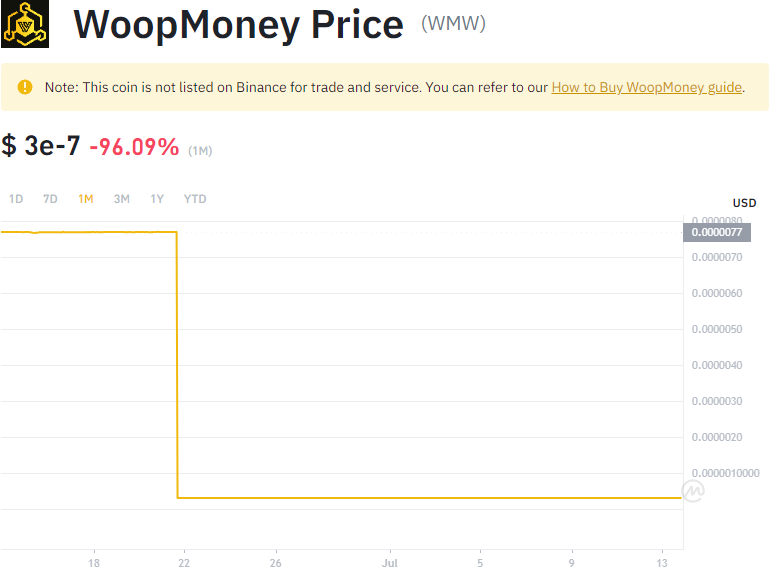 WoopMoney Price (WMW)
Note: This coin is not listed on Binance for trade and service. You can refer to our How to Buy WoopMoney guide.
$ 3e-7 -96.09% (1M)
1D 7D 1M 3M 1Y YTD
USD
0.0000080
0.0000077
0.0000070
0.0000060
0.0000050
0.0000040
0.0000030
0.0000020
0.0000010000
18 22 26 Jul 5 9 13